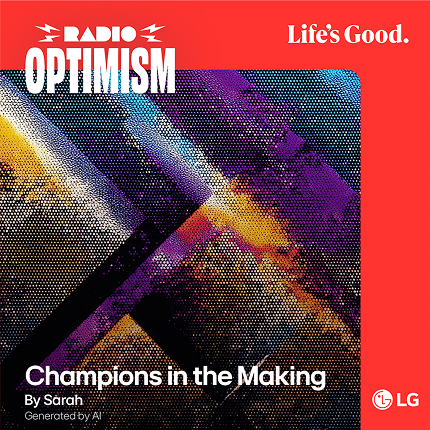 RADIO
OPTIMISM
Life's Good.
Champions in the Making
By Sarah
Generated by AI
LG